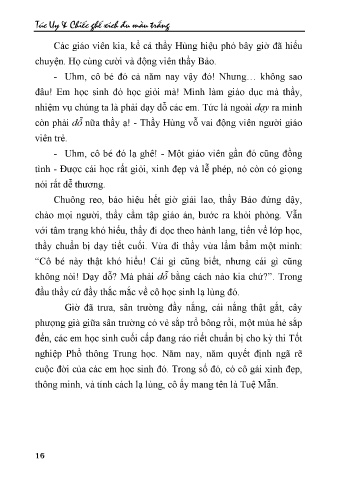 Túc Uy & Chiếc ghế xích đu màu trắng
Các giáo viên kia, kể cả thầy Hùng hiệu phó bây giờ đã hiểu
chuyện. Họ cùng cười và động viên thầy Bảo.
- Uhm, cô bé đó cả năm nay vậy đó! Nhưng… không sao
đâu! Em học sinh đó học giỏi mà! Mình làm giáo dục mà thầy,
nhiệm vụ chúng ta là phải dạy dỗ các em. Tức là ngoài dạy ra mình
còn phải dỗ nữa thầy ạ! - Thầy Hùng vỗ vai động viên người giáo
viên trẻ.
- Uhm, cô bé đó lạ ghê! - Một giáo viên gần đó cũng đồng
tình - Được cái học rất giỏi, xinh đẹp và lễ phép, nó còn có giọng
nói rất dễ thương.
Chuông reo, báo hiệu hết giờ giải lao, thầy Bảo đứng dậy,
chào mọi người, thầy cầm tập giáo án, bước ra khỏi phòng. Vẫn
với tâm trạng khó hiểu, thầy đi dọc theo hành lang, tiến về lớp học,
thầy chuẩn bị dạy tiết cuối. Vừa đi thầy vừa lẩm bẩm một mình:
“Cô bé này thật khó hiểu! Cái gì cũng biết, nhưng cái gì cũng
không nói! Dạy dỗ? Mà phải dỗ bằng cách nào kia chứ?”. Trong
đầu thầy cứ đầy thắc mắc về cô học sinh lạ lùng đó.
Giờ đã trưa, sân trường đầy nắng, cái nắng thật gắt, cây
phượng già giữa sân trường có vẻ sắp trổ bông rồi, một mùa hè sắp
đến, các em học sinh cuối cấp đang ráo riết chuẩn bị cho kỳ thi Tốt
nghiệp Phổ thông Trung học. Năm nay, năm quyết định ngã rẽ
cuộc đời của các em học sinh đó. Trong số đó, có cô gái xinh đẹp,
thông minh, và tính cách lạ lùng, cô ấy mang tên là Tuệ Mẫn.
16